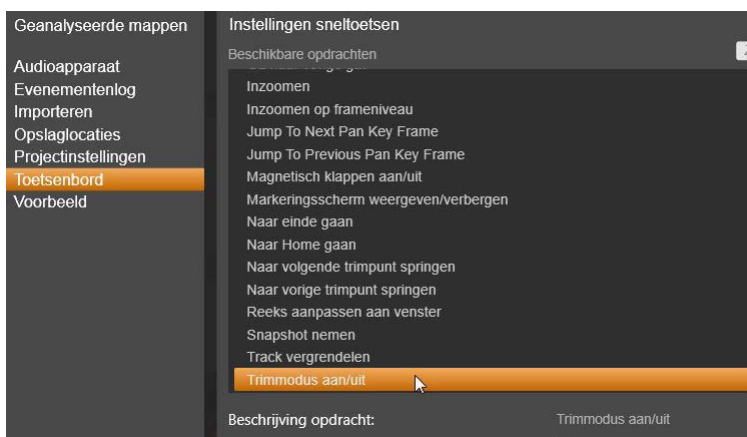 Geanalyseerde mappen
Audioapparaat
Evenementenlog
Importeren
Opslaglocaties
Projectinstellingen
Toetsenbord
Voorbeeld
Instellingen sneltoetsen
Beschikbare opdrachten
Inzoomen
Inzoomen op frameniveau
Jump To Next Pan Key Frame
Jump To Previous Pan Key Frame
Magnetisch klappen aan/uit
Markeringsscherm weergeven/verbergen
Naar einde gaan
Naar Home gaan
Naar volgende trimpunt springen
Naar vorige trimpunt springen
Reeks aanpassen aan venster
Snapshot nemen
Track vergrendelen
Trimmodus aan/uit
Beschrijving opdracht: Trimmodus aan/uit